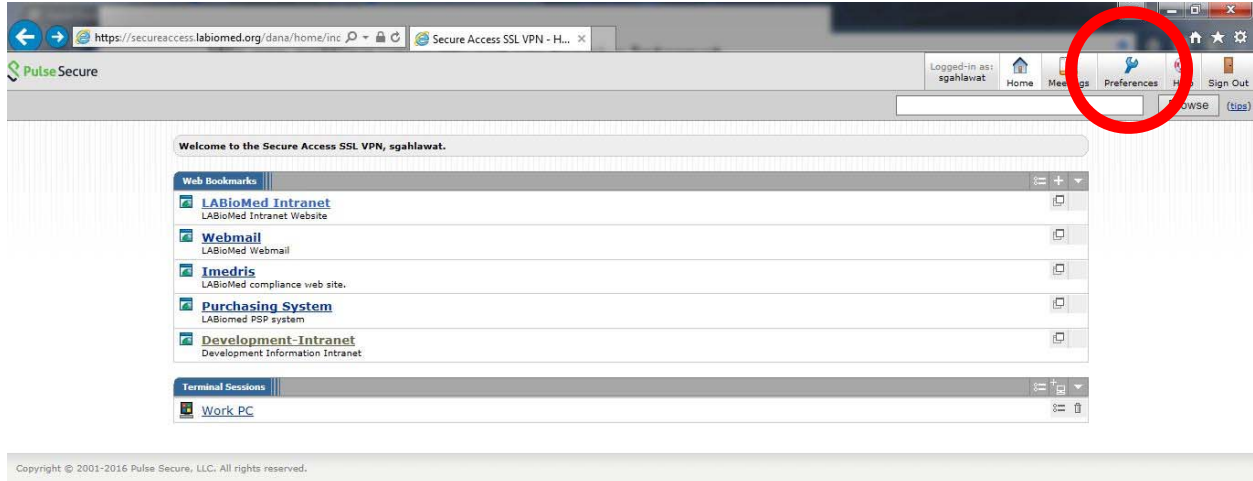 https://secureaccess.labiomed.org/dana/home/inc
Secure Access SSL VPN - H...
Pulse Secure
Logged-in as:
sgahlawat
Home
Preferences
Sign Out
(tips)
Welcome to the Secure Access SSL VPN, sgahlawat.
Web Bookmarks
LABioMed Intranet
LABioMed Intranet Website
Webmail
LABioMed Webmail
Imedris
LABioMed compliance web site.
Purchasing System
LABiomed PSP system
Development-Intranet
Development Information Intranet
Terminal Sessions
Work PC
Copyright © 2001-2016 Pulse Secure, LLC. All rights reserved.